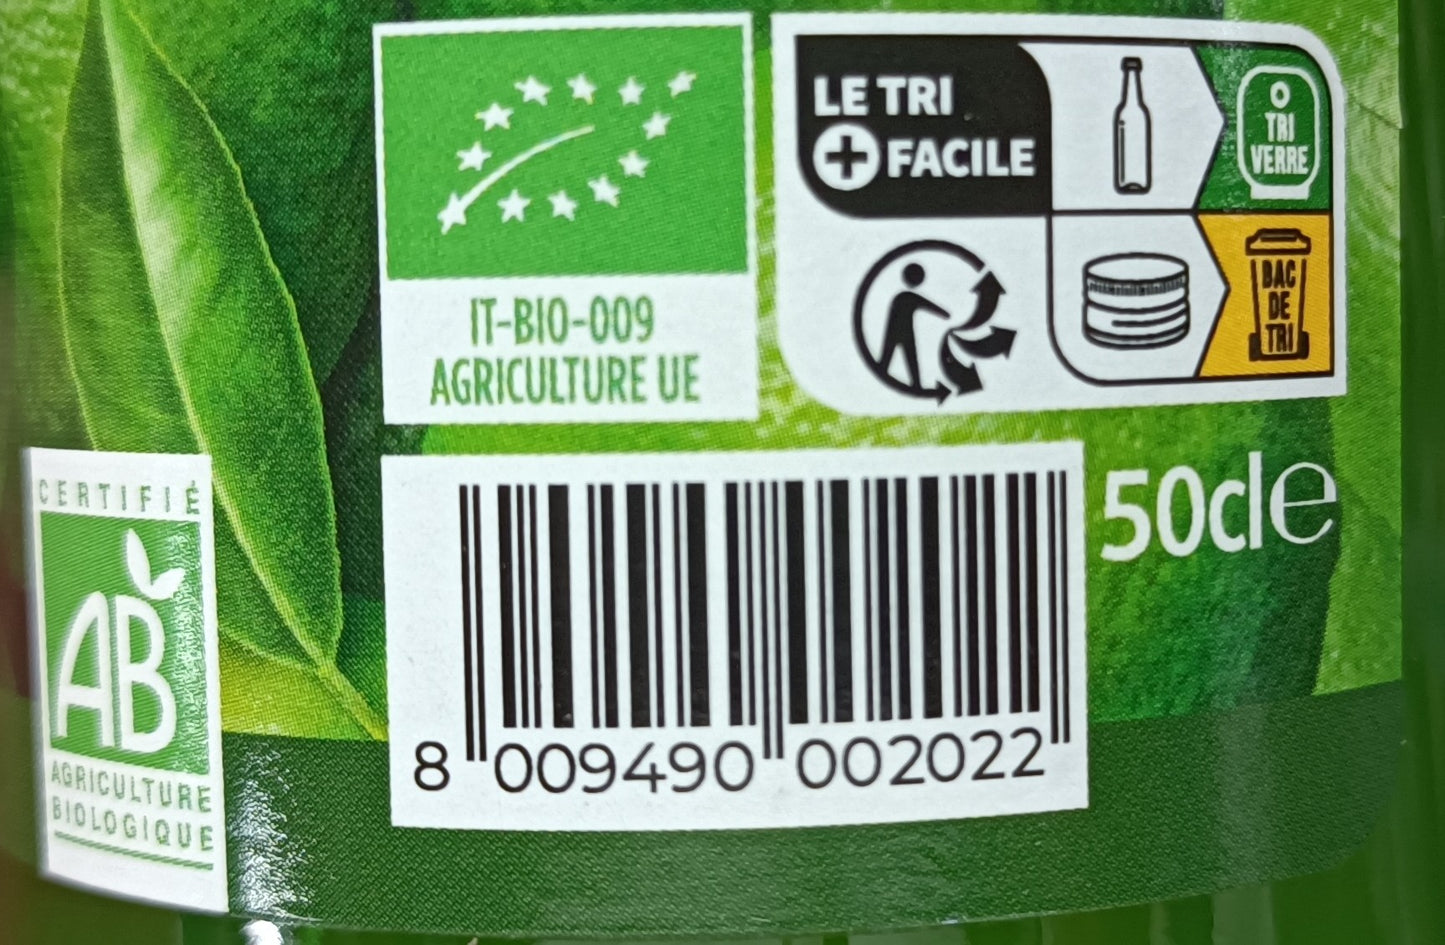 IT-BIO-009
AGRICULTURE UE
LE TRI
+ FACILE
TRI
VERRE
BAC
DE
TRI
CERTIFIÉ
AB
AGRICULTURE
BIOLOGIQUE
50cl e
8 009490 002022